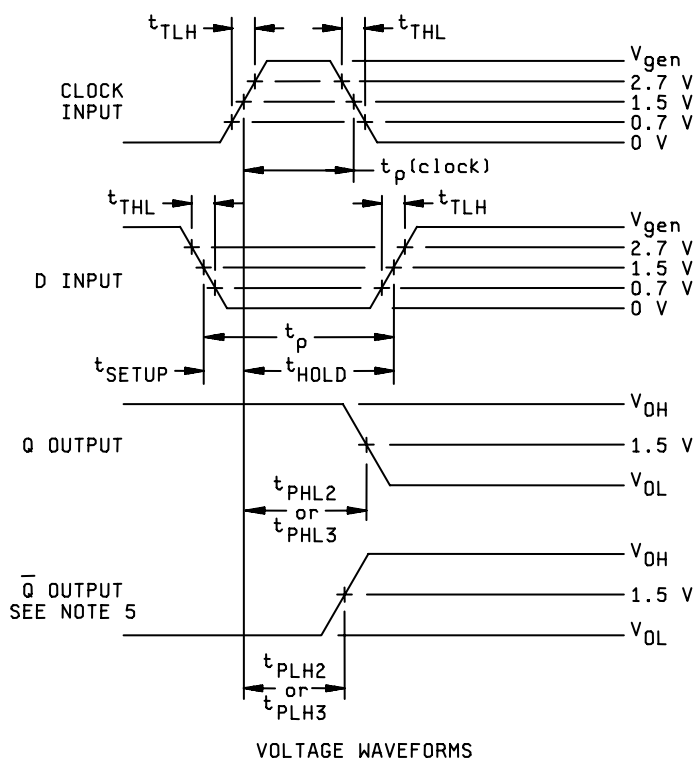 tTLH
tTHL
CLOCK
INPUT
Vgen
2.7 V
1.5 V
0.7 V
0 V
tp(clock)
tTHL
tTLH
D INPUT
Vgen
2.7 V
1.5 V
0.7 V
0 V
tp
tSETUP
tHOLD
Q OUTPUT
VOH
1.5 V
VOL
tPHL2
or
tPHL3
Q̅ OUTPUT
SEE NOTE 5
VOH
1.5 V
VOL
tPLH2
or
tPLH3
VOLTAGE WAVEFORMS